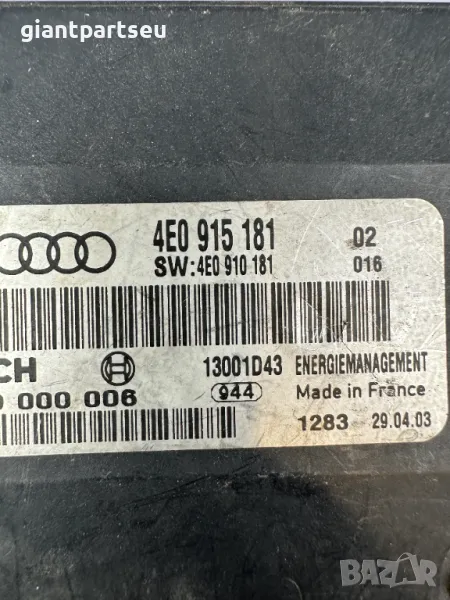 giantpartseu
4E0 915 181 02
SW:4E0 910 181 016
CH 13001D43 ENERGIEMANAGEMENT
000 006 944 Made in France
1283 29.04.03
BAZAR